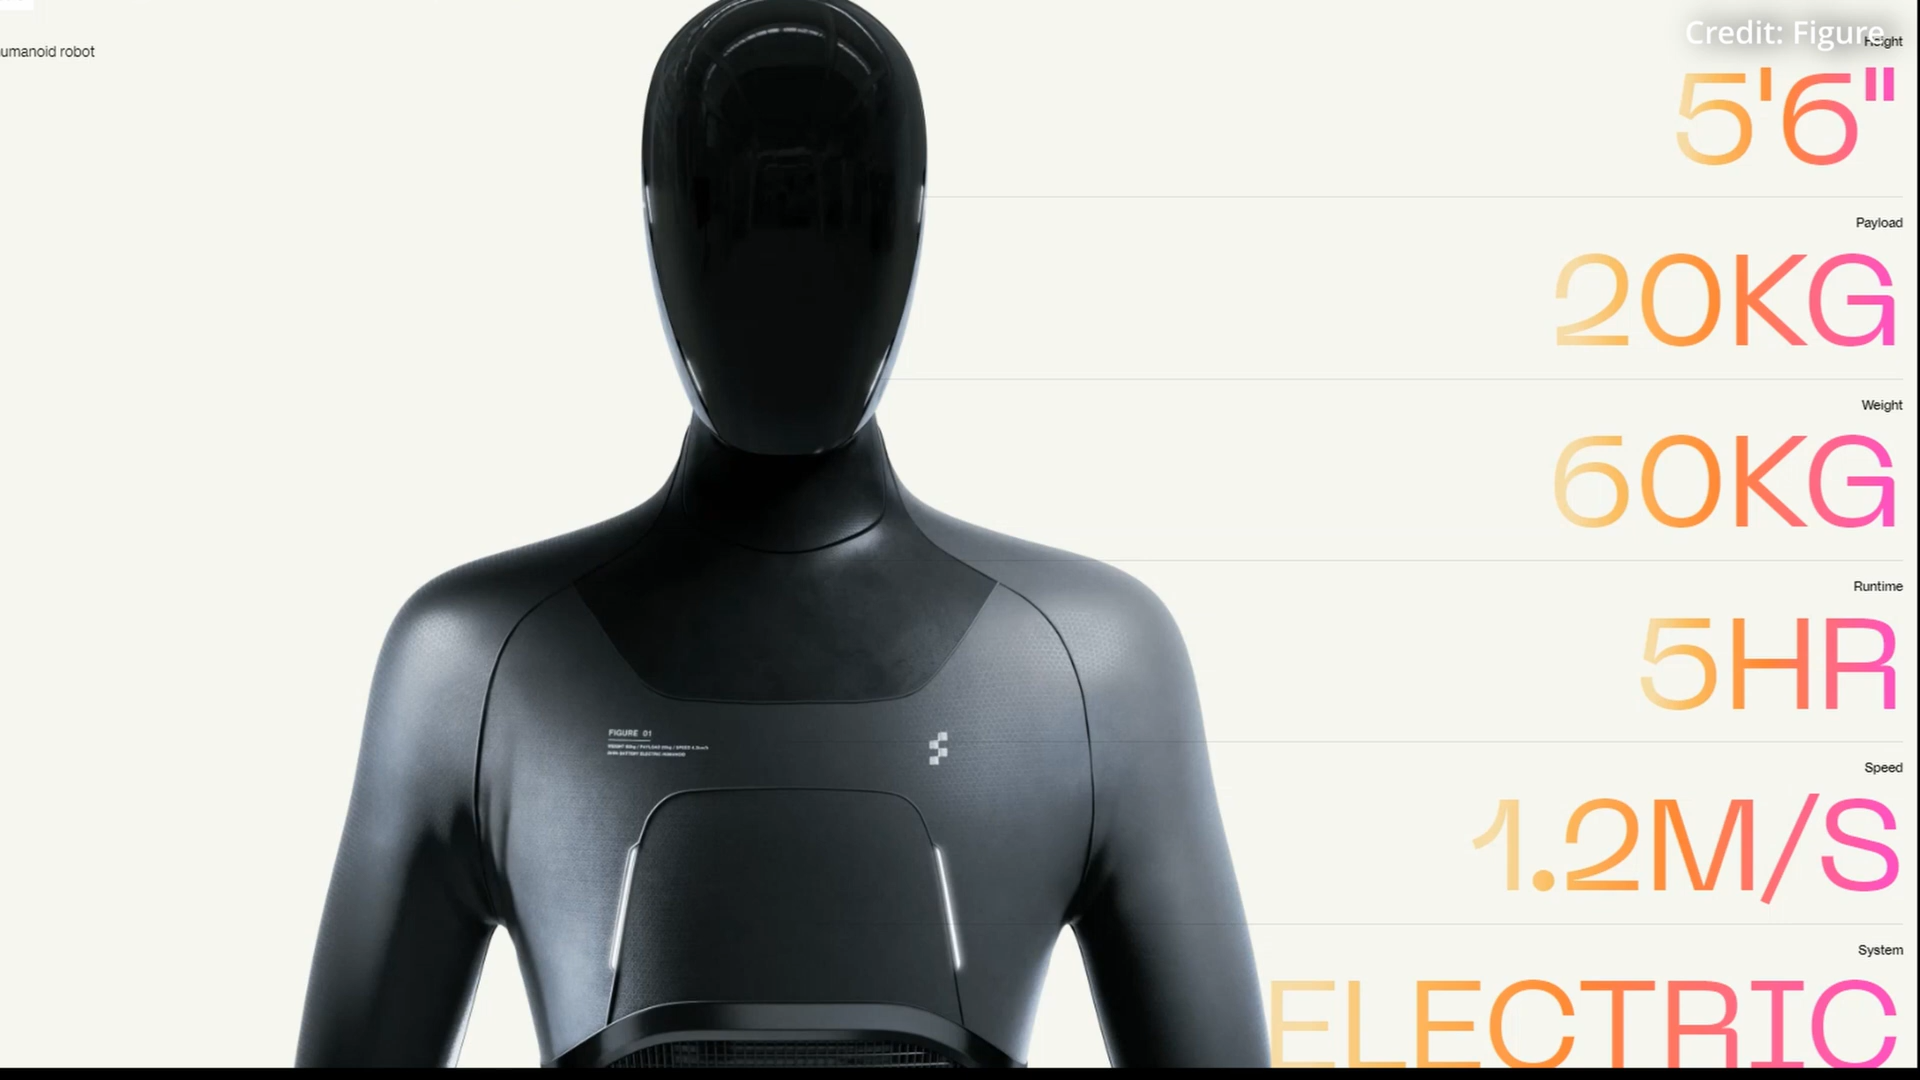 umanoid robot
Credit: Figure
Height
5'6"
Payload
20KG
Weight
60KG
Runtime
5HR
Speed
1.2M/S
System
ELECTRIC
FIGURE 01